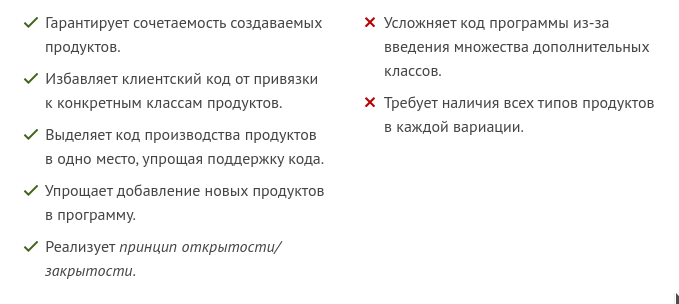 Гарантирует сочетаемость создаваемых
продуктов.
Избавляет клиентский код от привязки
к конкретным классам продуктов.
Выделяет код производства продуктов
в одно место, упрощая поддержку кода.
Упрощает добавление новых продуктов
в программу.
Реализует принцип открытости/
закрытости.
Усложняет код программы из-за
введения множества дополнительных
классов.
Требует наличия всех типов продуктов
в каждой вариации.